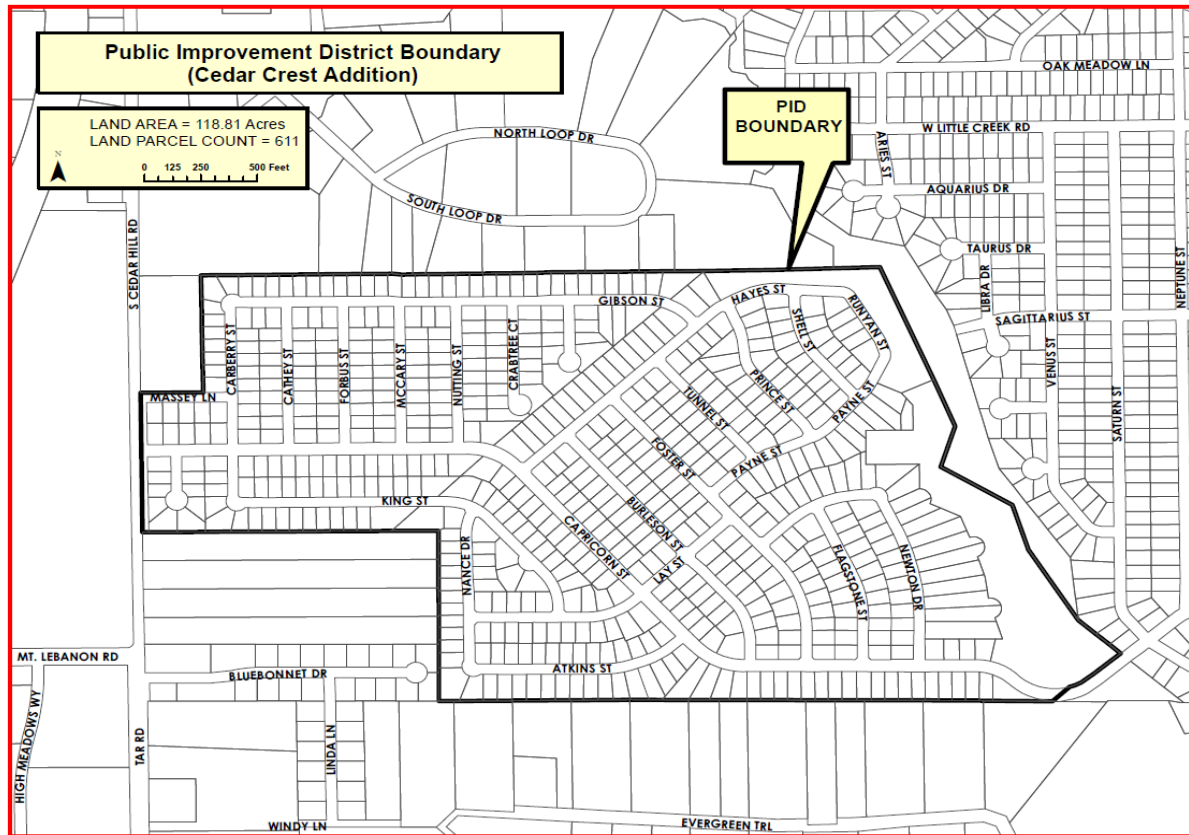 Public Improvement District Boundary
(Cedar Crest Addition)
LAND AREA = 118.81 Acres
LAND PARCEL COUNT = 611
N
0 125 250 500 Feet
PID
BOUNDARY
OAK MEADOW LN
W LITTLE CREEK RD
ARIES ST
AQUARIUS DR
NORTH LOOP DR
SOUTH LOOP DR
TAURUS DR
LIBRA DR
NEPTUNE ST
S CEDAR HILL RD
SAGITTARIUS ST
VENUS ST
SATURN ST
GIBSON ST
HAYES ST
SHELL ST
RUNYAN ST
CARBERRY ST
CATHEY ST
FORBUS ST
MCCARY ST
NUTTING ST
CRABTREE CT
MASSEY LN
PRINCE ST
PAYNE ST
TUNNEL ST
FOSTER ST
PAYNE ST
KING ST
BURLESON ST
CAPRICORN ST
LAY ST
NANCE DR
FLAGSTONE ST
NEWTON DR
ATKINS ST
MT. LEBANON RD
BLUEBONNET DR
HIGH MEADOWS WY
TAR RD
LINDA LN
WINDY LN
EVERGREEN TRL